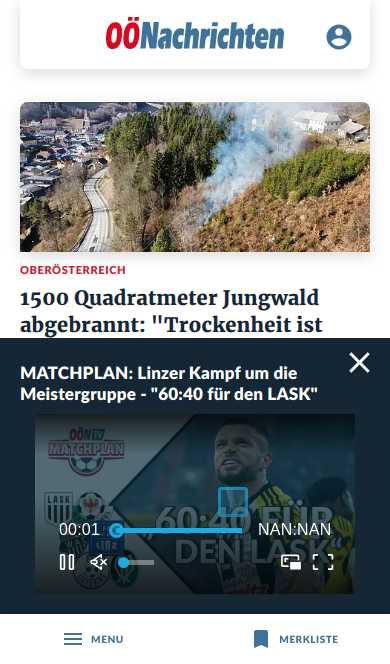 OÖNachrichten
OBERÖSTERREICH
1500 Quadratmeter Jungwald
abgebrannt: "Trockenheit ist
MATCHPLAN: Linzer Kampf um die
Meistergruppe - "60:40 für den LASK"
OÖN TV
MATCHPLAN
LASK
„60:40 FÜR
DEN LASK"
00:01
NAN:NAN
MENU
MERKLISTE